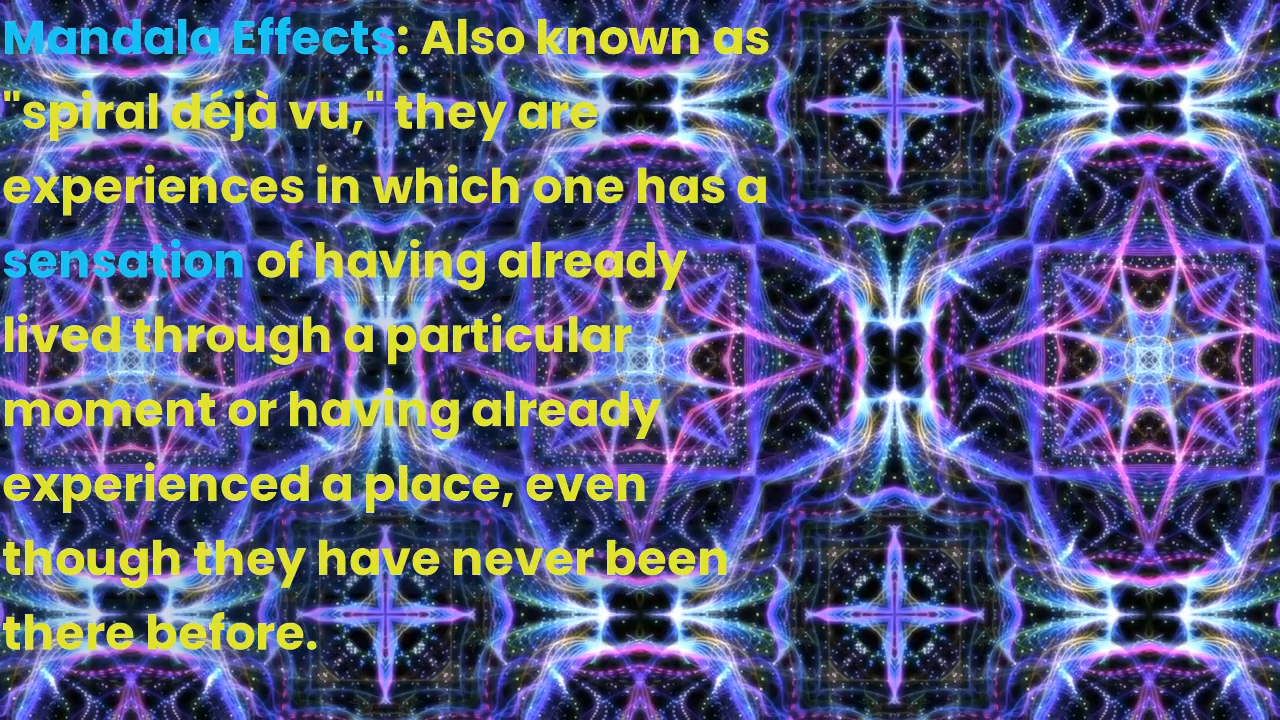 Mandala Effects: Also known as
"spiral déjà vu," they are
experiences in which one has a
sensation of having already
lived through a particular
moment or having already
experienced a place, even
though they have never been
there before.